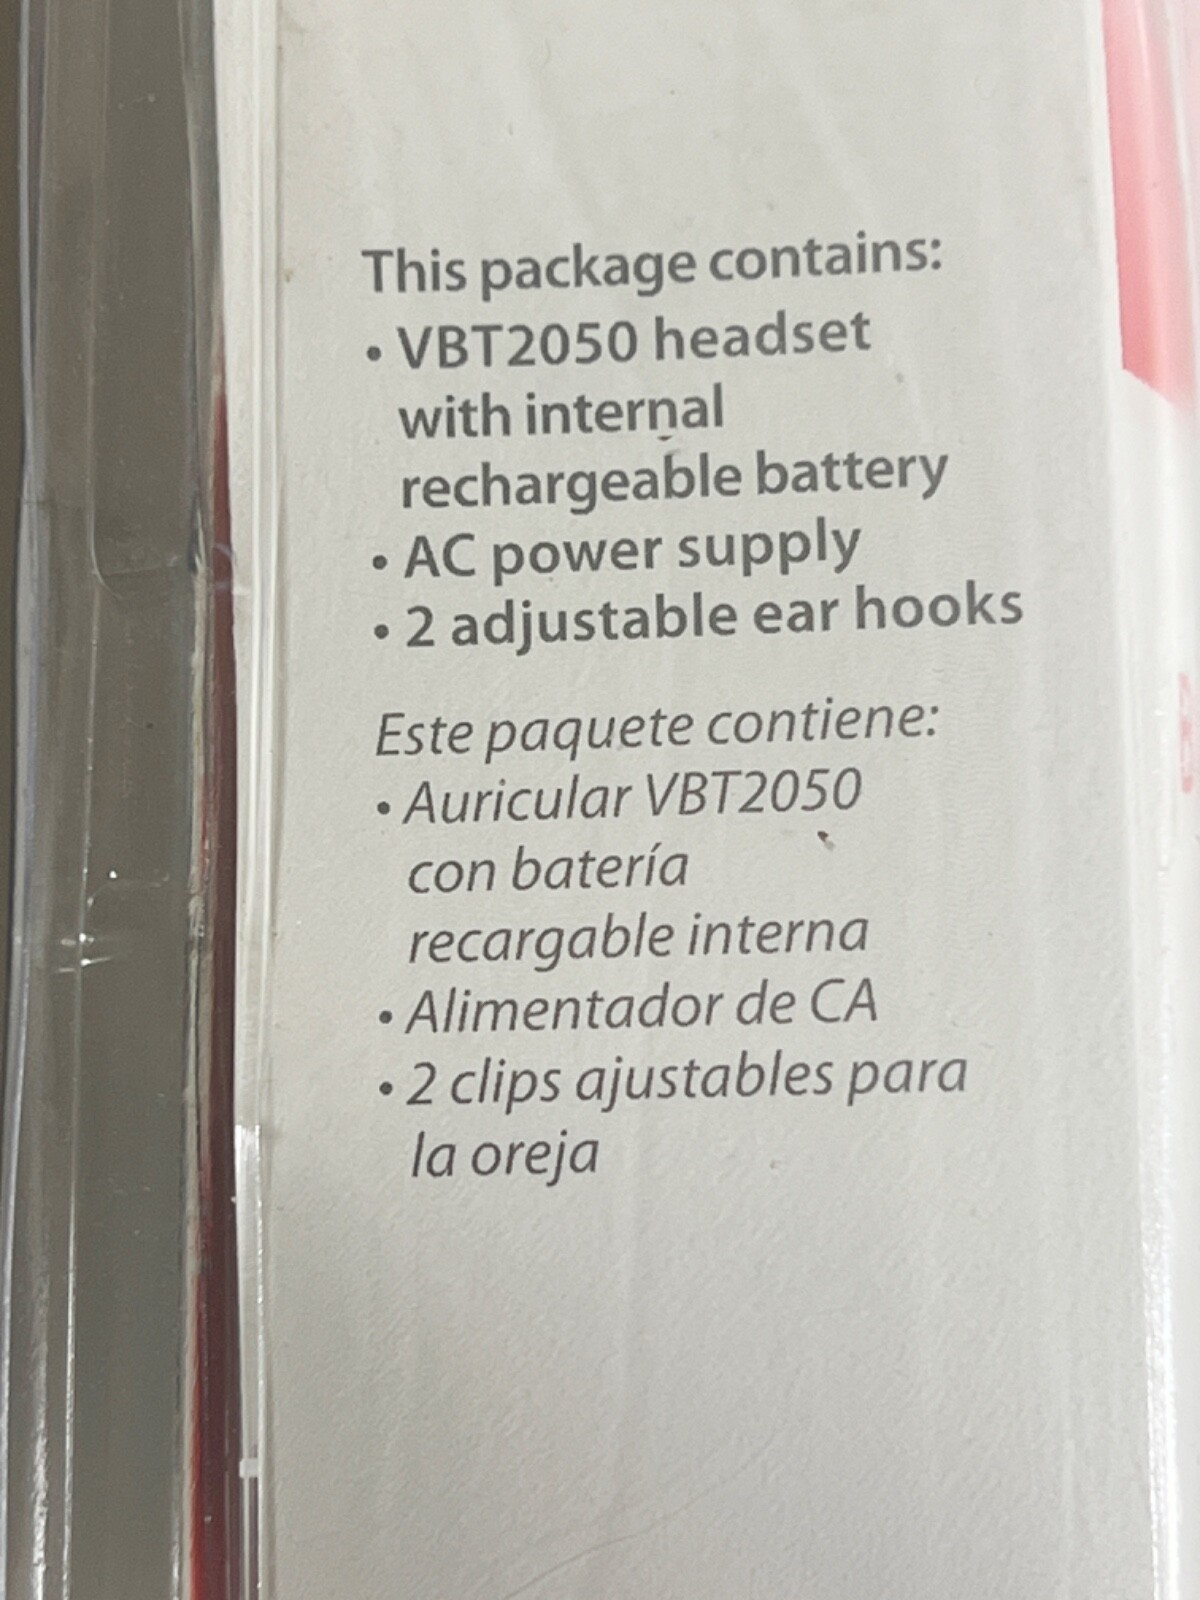 This package contains:
• VBT2050 headset
with internal
rechargeable battery
• AC power supply
• 2 adjustable ear hooks
Este paquete contiene:
• Auricular VBT2050
con batería
recargable interna
• Alimentador de CA
• 2 clips ajustables para
la oreja